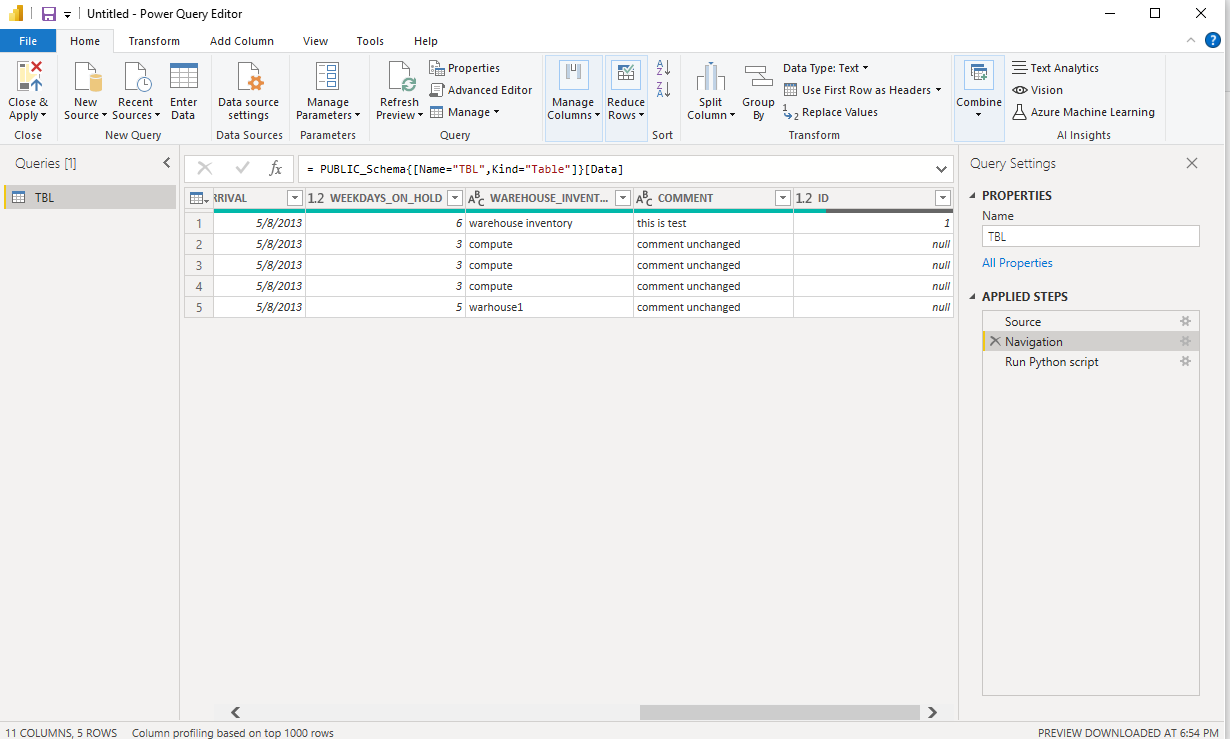 Untitled - Power Query Editor
File Home Transform Add Column View Tools Help
Close & Apply
Close
New Source
Recent Sources
Enter Data
New Query
Data source settings
Data Sources
Manage Parameters
Parameters
Refresh Preview
Properties
Advanced Editor
Manage
Query
Manage Columns
Reduce Rows
Sort
Split Column
Group By
Data Type: Text
Use First Row as Headers
Replace Values
Transform
Combine
Text Analytics
Vision
Azure Machine Learning
AI Insights
Queries [1]
TBL
fx = PUBLIC_Schema{[Name="TBL",Kind="Table"]}[Data]
RRIVAL 1.2 WEEKDAYS_ON_HOLD ABC WAREHOUSE_INVENT... ABC COMMENT 1.2 ID
1 5/8/2013 6 warehouse inventory this is test 1
2 5/8/2013 3 compute comment unchanged null
3 5/8/2013 3 compute comment unchanged null
4 5/8/2013 3 compute comment unchanged null
5 5/8/2013 5 warhouse1 comment unchanged null
Query Settings
PROPERTIES
Name
TBL
All Properties
APPLIED STEPS
Source
Navigation
Run Python script
11 COLUMNS, 5 ROWS Column profiling based on top 1000 rows PREVIEW DOWNLOADED AT 6:54 PM